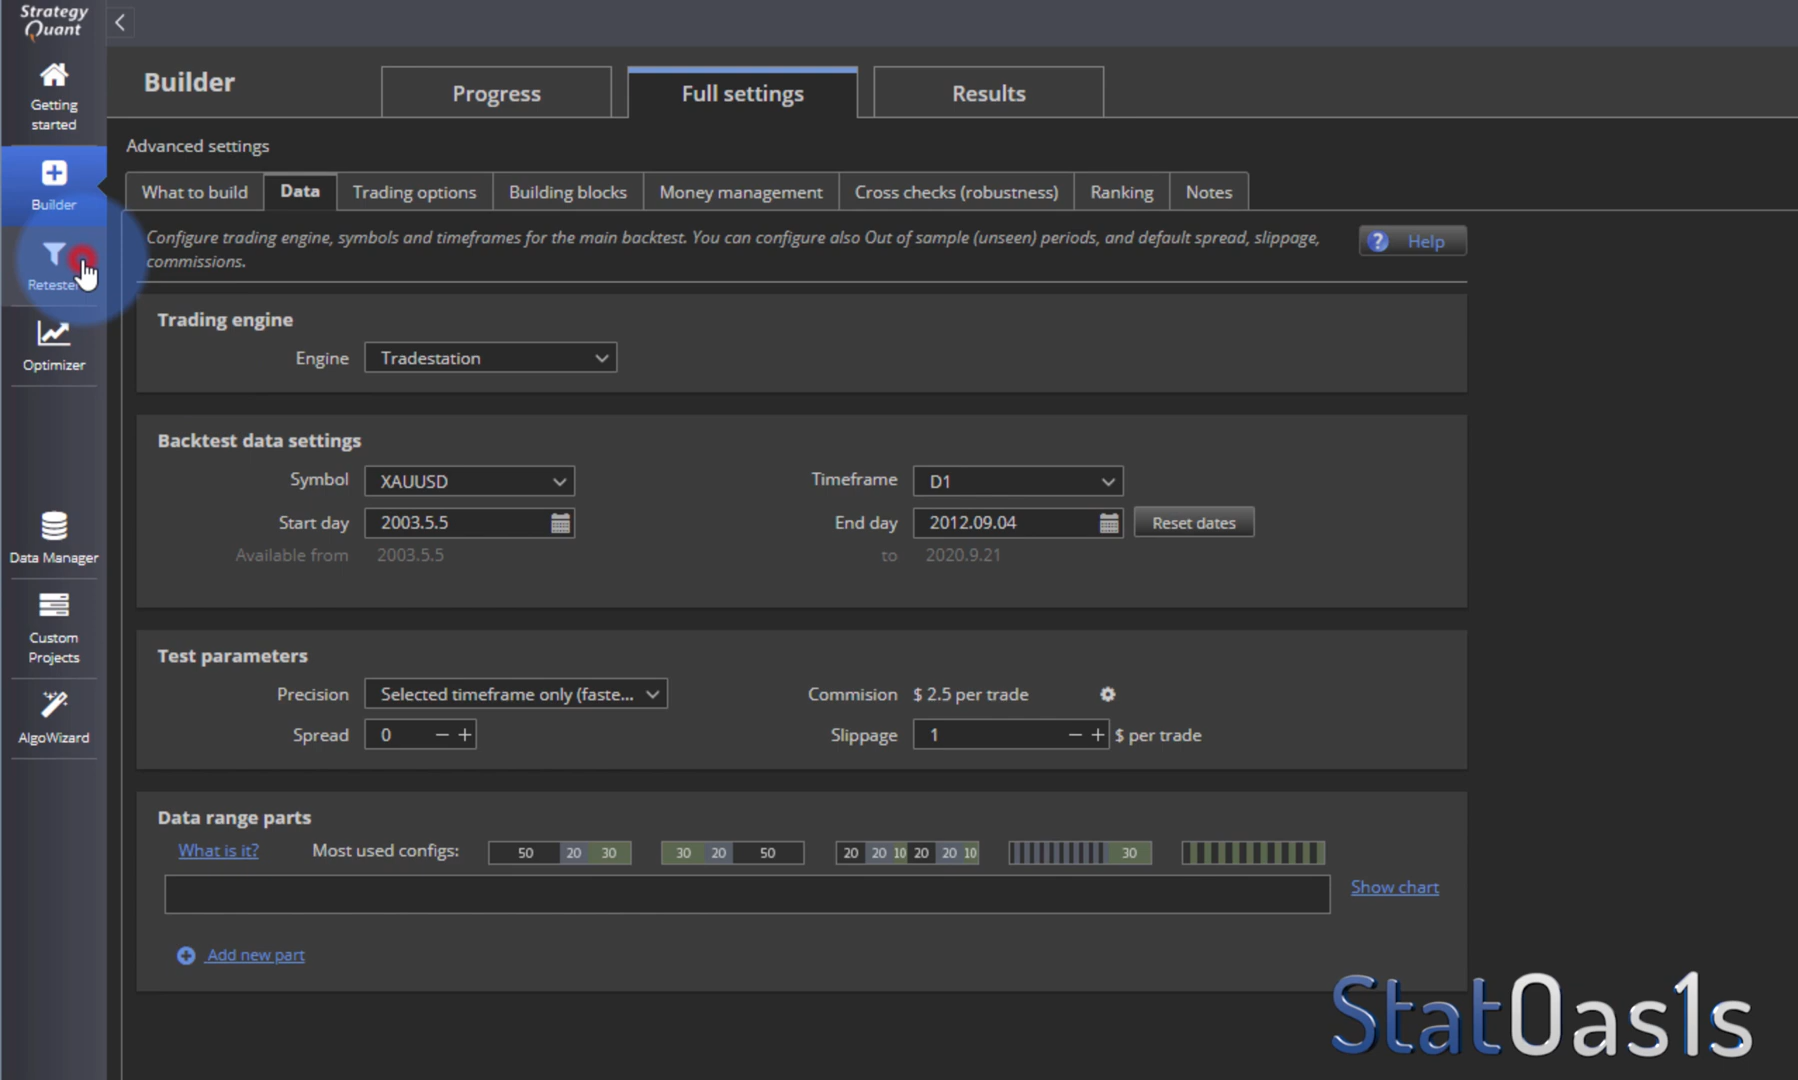 Strategy
Quant
Getting
started
Builder
Retester
Optimizer
Data Manager
Custom
Projects
AlgoWizard
Builder
Progress
Full settings
Results
Advanced settings
What to build
Data
Trading options
Building blocks
Money management
Cross checks (robustness)
Ranking
Notes
Configure trading engine, symbols and timeframes for the main backtest. You can configure also Out of sample (unseen) periods, and default spread, slippage,
commissions.
? Help
Trading engine
Engine Tradestation
Backtest data settings
Symbol XAUUSD Timeframe D1
Start day 2003.5.5 End day 2012.09.04 Reset dates
Available from 2003.5.5 to 2020.9.21
Test parameters
Precision Selected timeframe only (faste... Commision $ 2.5 per trade
Spread 0 − + Slippage 1 − + $ per trade
Data range parts
What is it? Most used configs: 50 20 30 30 20 50 20 20 10 20 20 10 30
Show chart
Add new part
StatOas1s